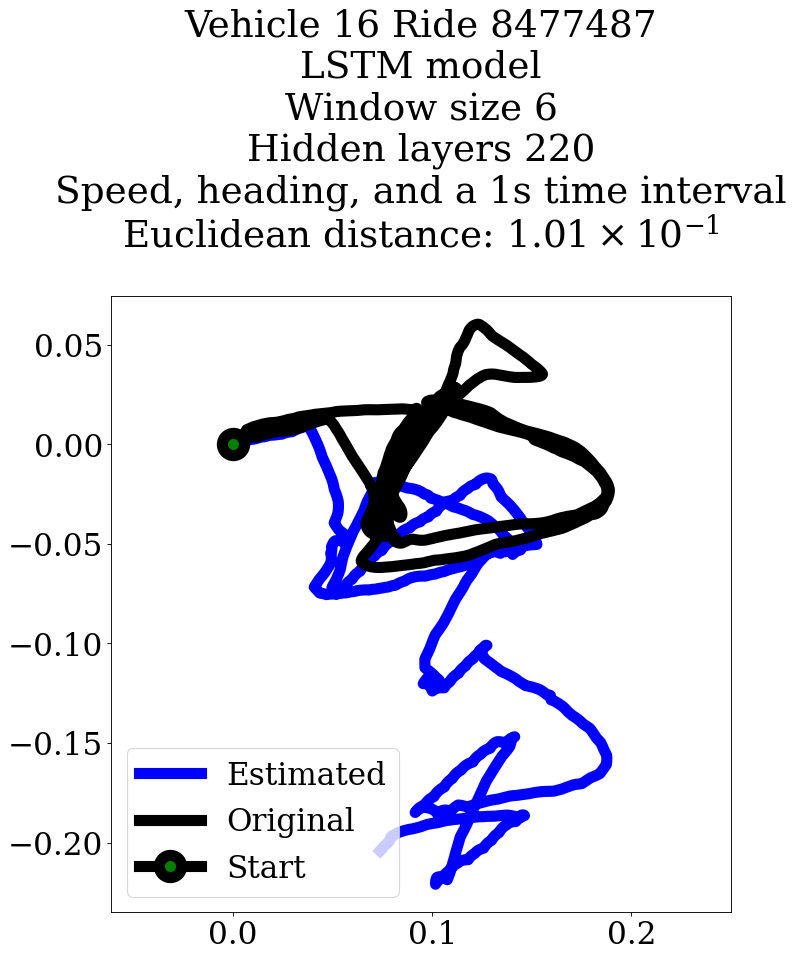 Vehicle 16 Ride 8477487
LSTM model
Window size 6
Hidden layers 220
Speed, heading, and a 1s time interval
Euclidean distance: 1.01 × 10⁻¹
0.05
0.00
−0.05
−0.10
−0.15
−0.20
Estimated
Original
Start
0.0 0.1 0.2